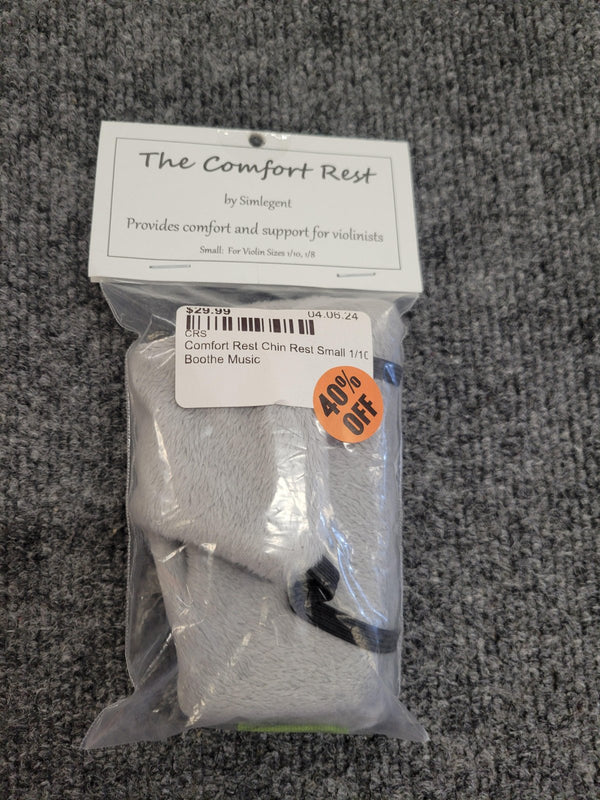 The Comfort Rest
by Simlegent
Provides comfort and support for violinists
Small: For Violin Sizes 1/10, 1/8
$29.99 04.06.24
CRS
Comfort Rest Chin Rest Small 1/10
Boothe Music
40%
OFF